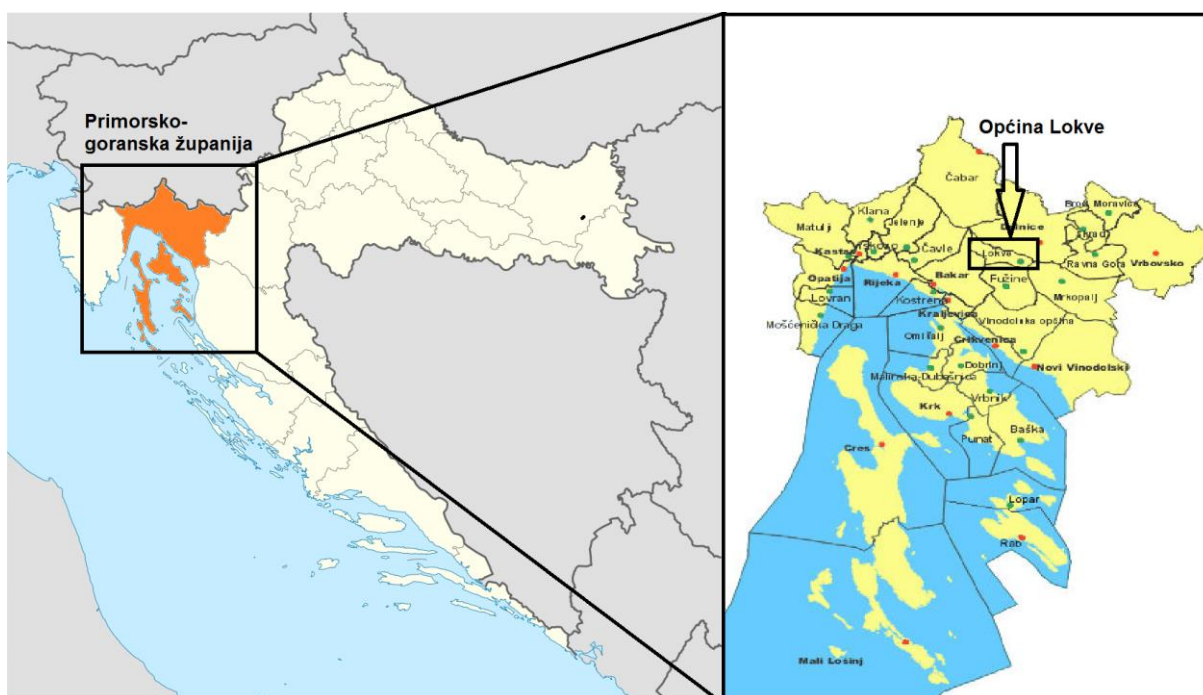 Primorsko-
goranska županija
Općina Lokve
Čabar
Brod Moravice
Klana
Jelenje
Delnice
Matulji
Skrad
Viškovo
Kastav
Čavle
Lokve
Ravna Gora
Vrbovsko
Opatija
Rijeka
Bakar
Fužine
Lovran
Kostrena
Mrkopalj
Kraljevica
Mošćenička Draga
Vinodolska općina
Omišalj
Crikvenica
Dobrinj
Novi Vinodolski
Malinska-Dubašnica
Vrbnik
Krk
Baška
Punat
Cres
Lopar
Rab
Mali Lošinj